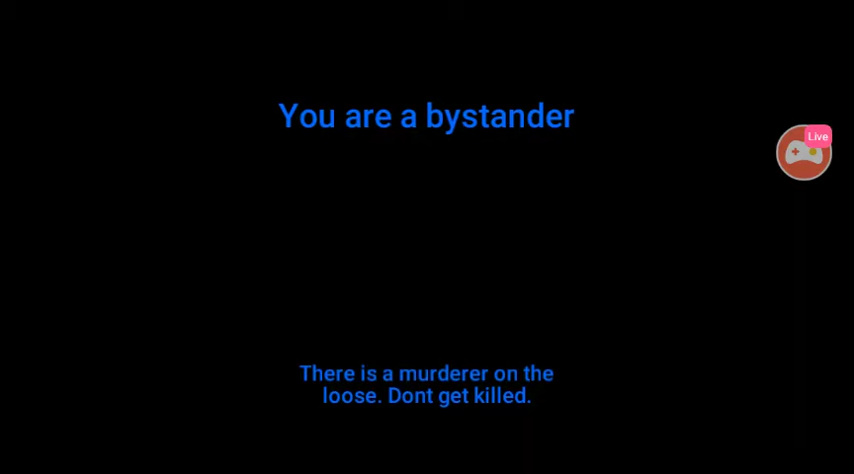 You are a bystander
Live
There is a murderer on the
loose. Dont get killed.